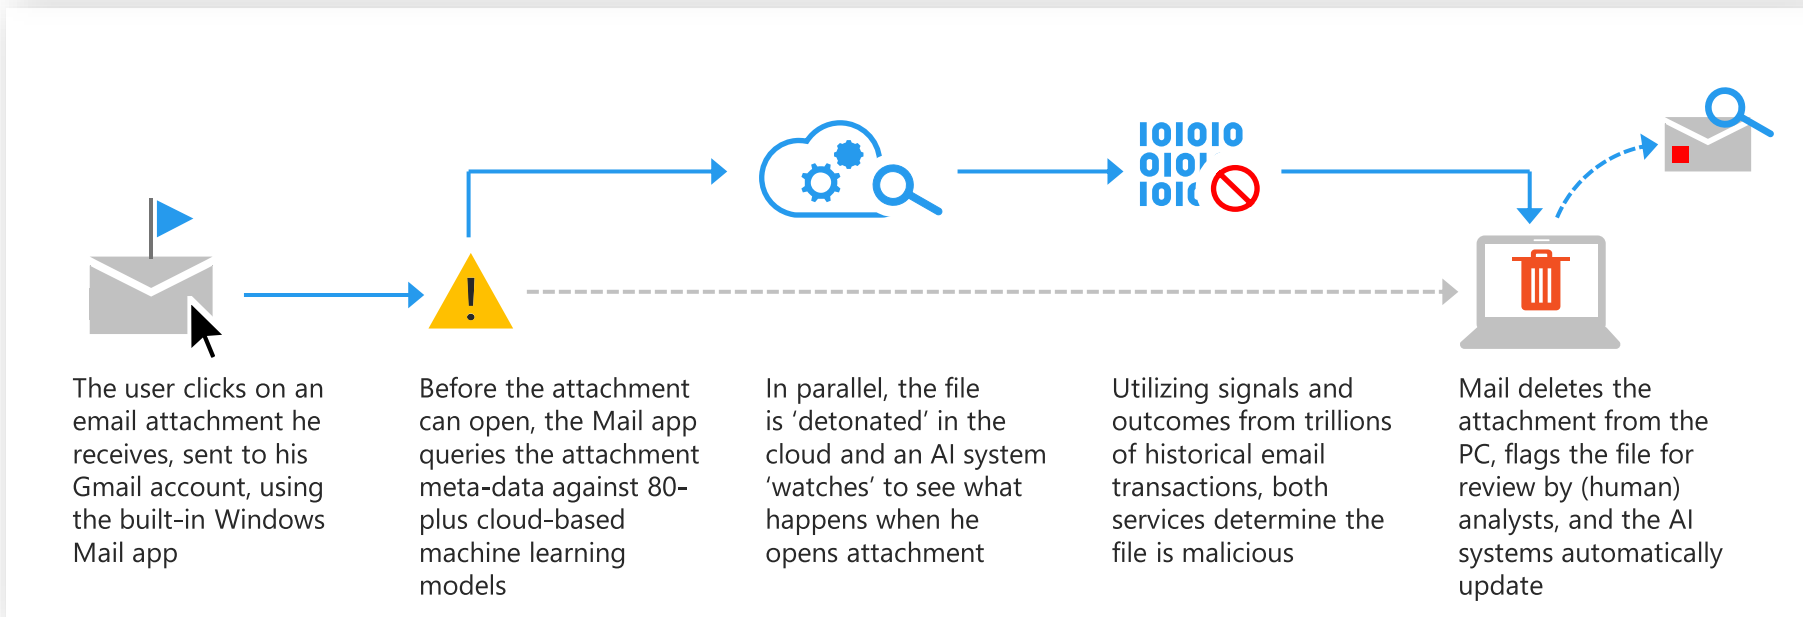 IOIOIO
The user clicks on an
email attachment he
receives, sent to his
Gmail account, using
the built-in Windows
Mail app
!
Before the attachment
can open, the Mail app
queries the attachment
meta-data against 80-
plus cloud-based
machine learning
models
In parallel, the file
is ‘detonated’ in the
cloud and an AI system
‘watches’ to see what
happens when he
opens attachment
Utilizing signals and
outcomes from trillions
of historical email
transactions, both
services determine the
file is malicious
Mail deletes the
attachment from the
PC, flags the file for
review by (human)
analysts, and the AI
systems automatically
update